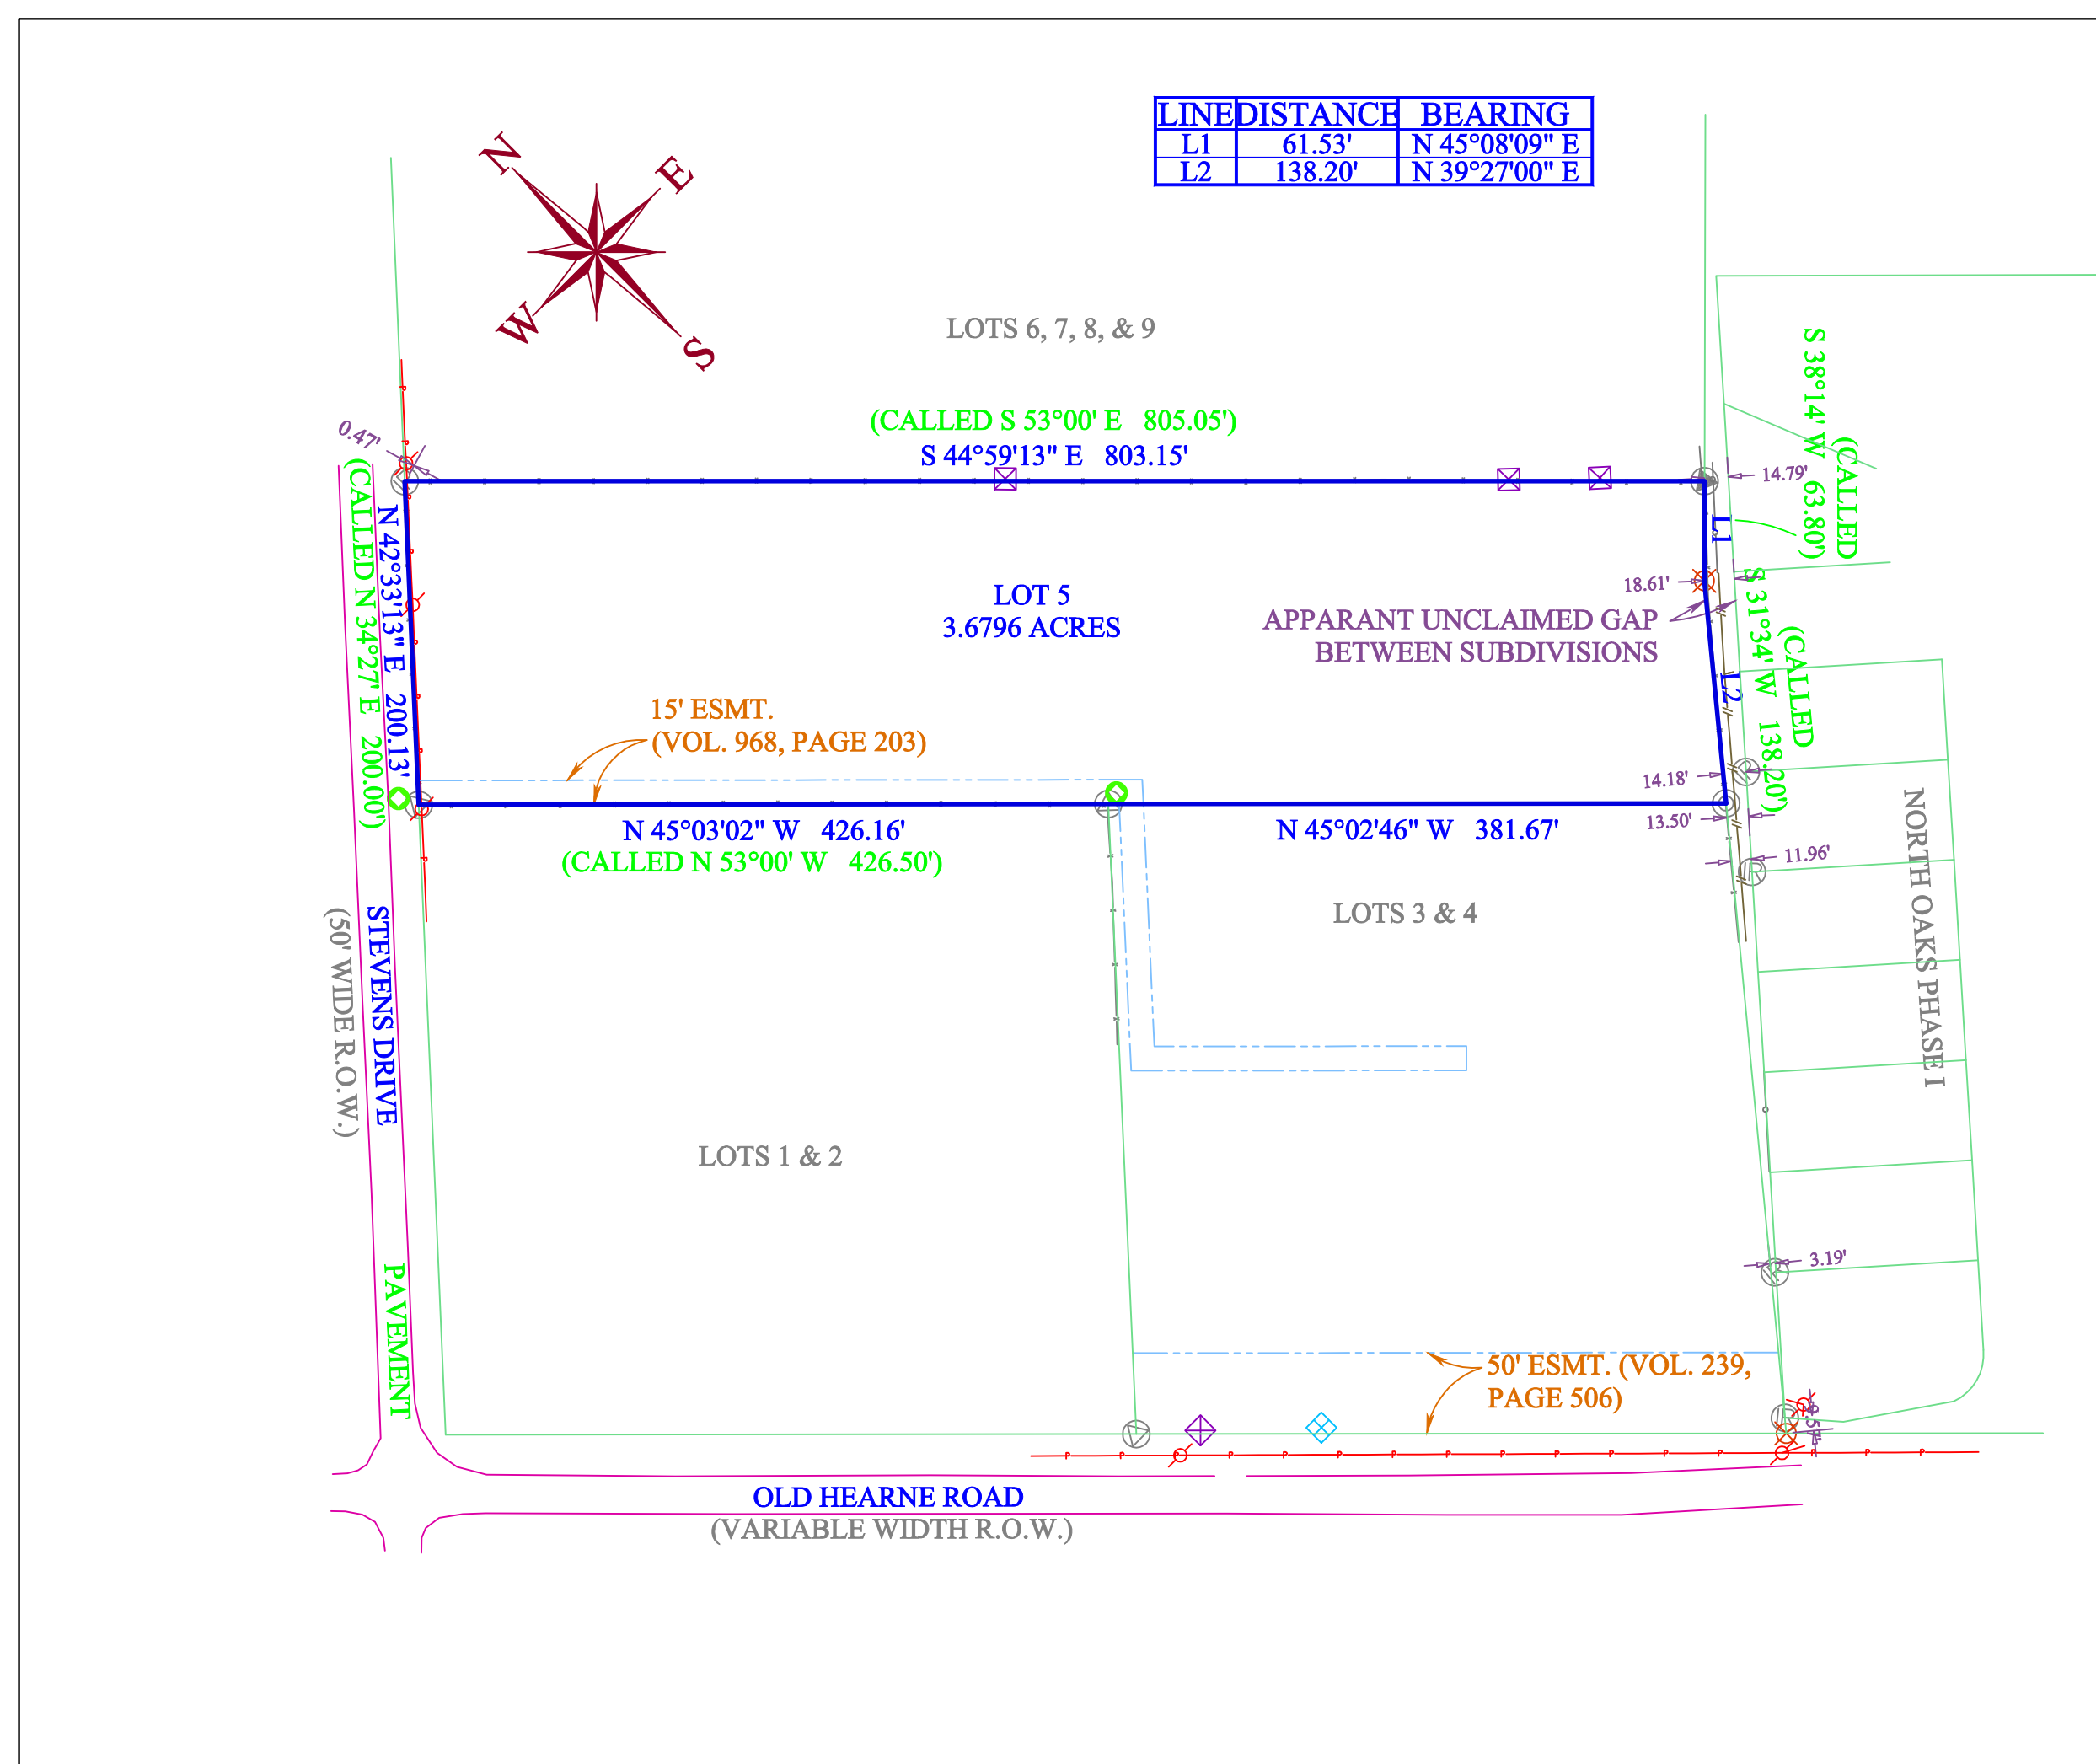 LINE DISTANCE BEARING
L1 61.53' N 45°08'09" E
L2 138.20' N 39°27'00" E
N
E
W
S
LOTS 6, 7, 8, & 9
(CALLED S 53°00' E 805.05')
S 44°59'13" E 803.15'
0.47'
(CALLED N 34°27' E 200.00')
N 42°33'13" E 200.13'
14.79'
(CALLED
S 38°14' W 63.80')
L1
18.61'
LOT 5
3.6796 ACRES
APPARANT UNCLAIMED GAP
BETWEEN SUBDIVISIONS
(CALLED
S 31°34' W 138.20')
L2
15' ESMT.
(VOL. 968, PAGE 203)
14.18'
13.50'
11.96'
N 45°03'02" W 426.16'
(CALLED N 53°00' W 426.50')
N 45°02'46" W 381.67'
LOTS 3 & 4
NORTH OAKS PHASE I
STEVENS DRIVE
(50' WIDE R.O.W.)
LOTS 1 & 2
PAVEMENT
3.19'
50' ESMT. (VOL. 239,
PAGE 506)
OLD HEARNE ROAD
(VARIABLE WIDTH R.O.W.)